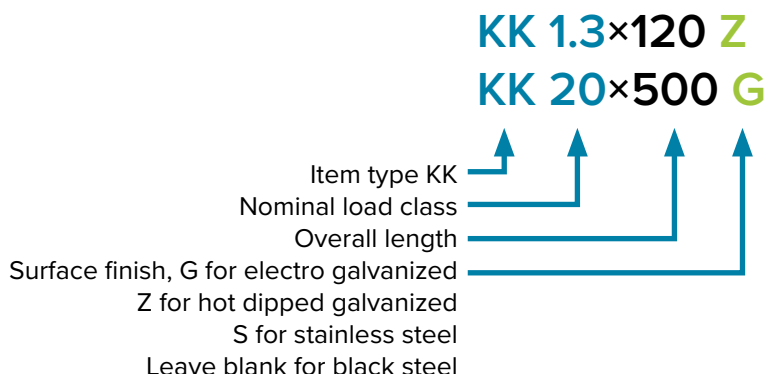 KK 1.3×120 Z
KK 20×500 G
Item type KK
Nominal load class
Overall length
Surface finish, G for electro galvanized
Z for hot dipped galvanized
S for stainless steel
Leave blank for black steel